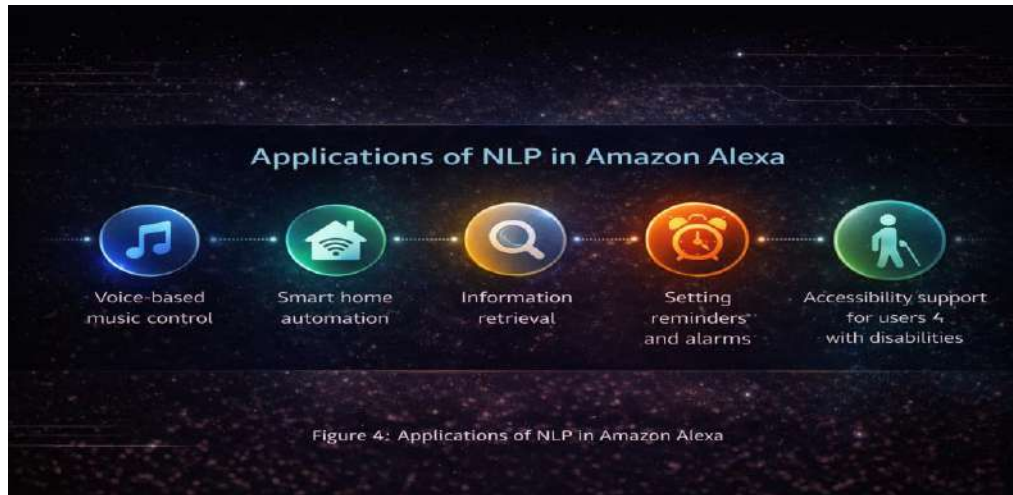 Applications of NLP in Amazon Alexa
Voice-based
music control
Smart home
automation
Information
retrieval
Setting
reminders
and alarms
Accessibility support
for users 4
with disabilities
Figure 4: Applications of NLP in Amazon Alexa